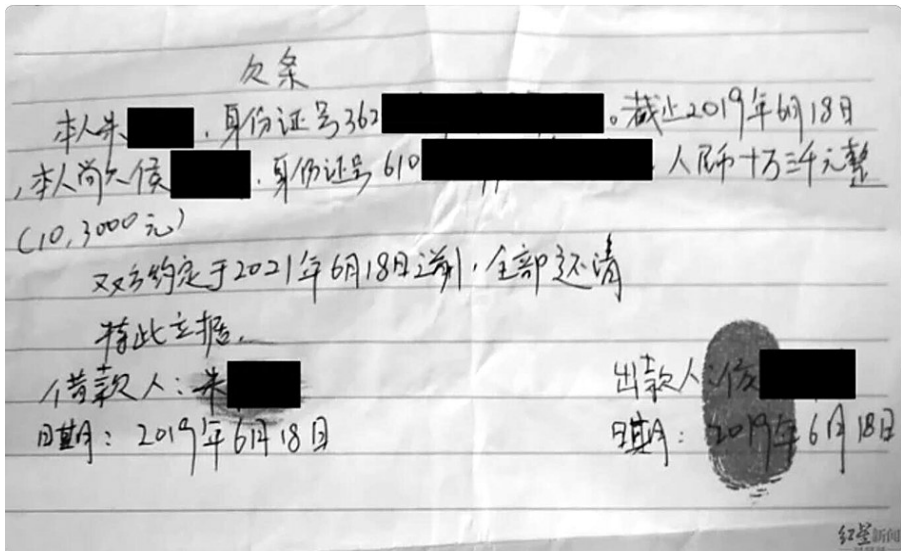 欠条
本人朱，身份证号362。截止2019年6月18日
，本人尚欠侯，身份证号610，人民币十万三千元整
(10,3000元)
双方约定于2021年6月18日之前，全部还清
特此立据。
借款人：朱 出款人：侯
日期：2019年6月18日 日期：2019年6月18日
红星新闻